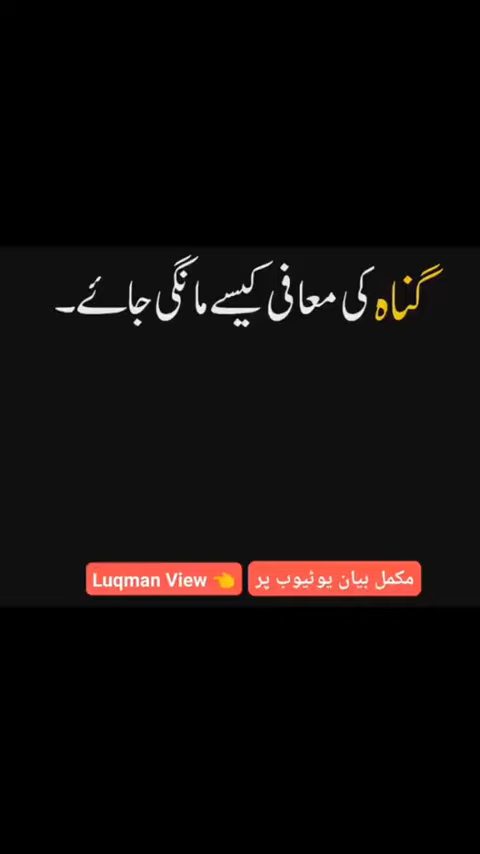 گناہ کی معافی کیسے مانگی جائے۔
مکمل بیان یوٹیوب پر 👈 Luqman View